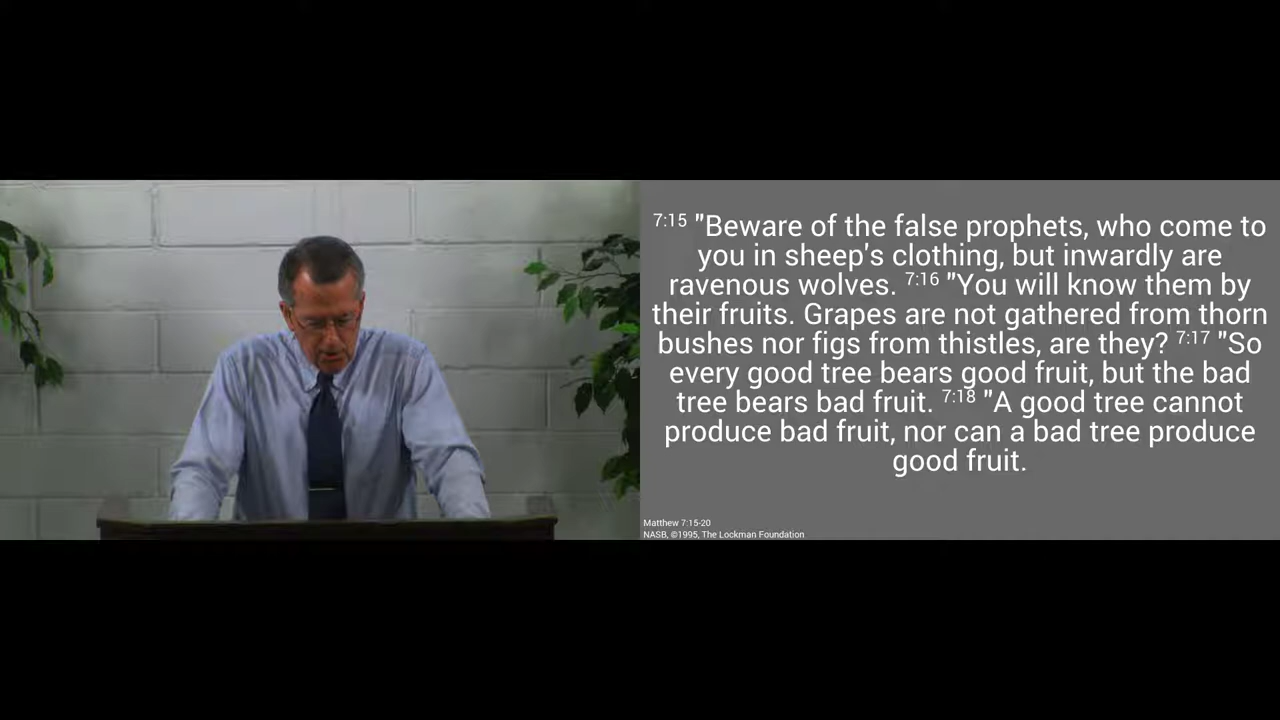 7:15 "Beware of the false prophets, who come to
you in sheep's clothing, but inwardly are
ravenous wolves. 7:16 "You will know them by
their fruits. Grapes are not gathered from thorn
bushes nor figs from thistles, are they? 7:17 "So
every good tree bears good fruit, but the bad
tree bears bad fruit. 7:18 "A good tree cannot
produce bad fruit, nor can a bad tree produce
good fruit.
Matthew 7:15-20
NASB, ©1995, The Lockman Foundation